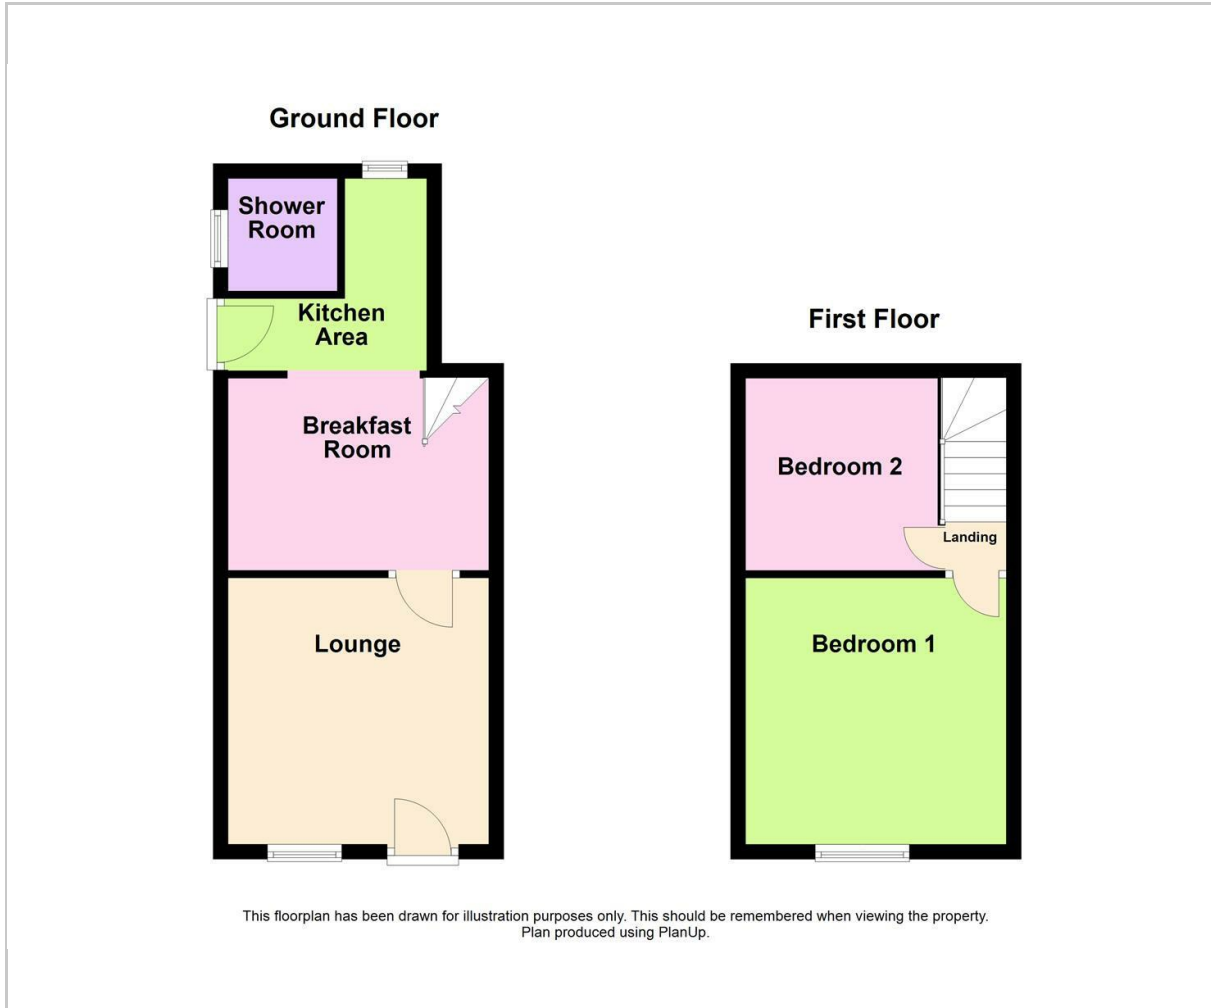 Ground Floor
Shower
Room
Kitchen
Area
Breakfast
Room
Lounge
First Floor
Bedroom 2
Landing
Bedroom 1
This floorplan has been drawn for illustration purposes only. This should be remembered when viewing the property.
Plan produced using PlanUp.